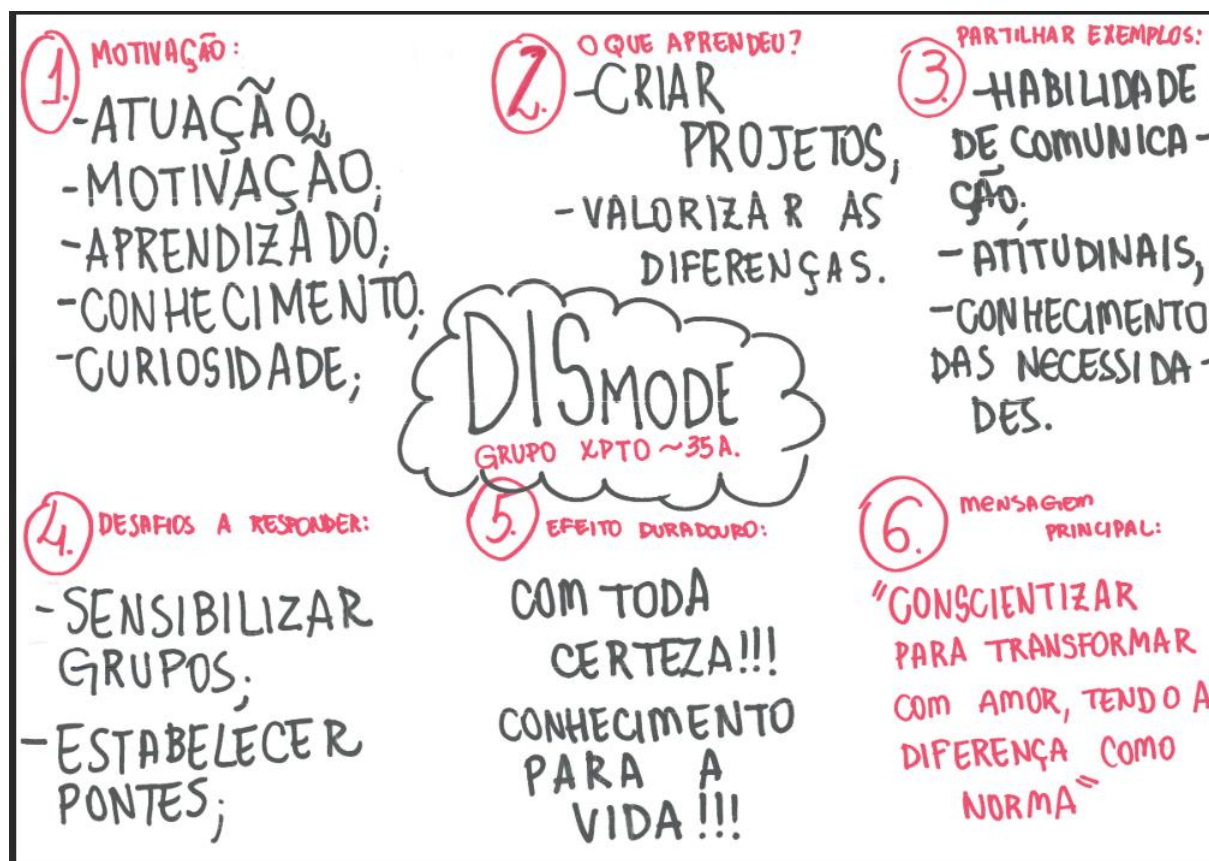 1.
MOTIVAÇÃO:
-ATUAÇÃO;
-MOTIVAÇÃO;
-APRENDIZADO;
-CONHECIMENTO;
-CURIOSIDADE;
2.
O QUE APRENDEU?
-CRIAR
PROJETOS,
-VALORIZAR AS
DIFERENÇAS.
3.
PARTILHAR EXEMPLOS:
-HABILIDADE
DE COMUNICA-
ÇÃO;
-ATITUDINAIS,
-CONHECIMENTO
DAS NECESSIDA-
DES.
DISMODE
GRUPO XPTO ~35A.
4.
DESAFIOS A RESPONDER:
-SENSIBILIZAR
GRUPOS;
-ESTABELECER
PONTES;
5.
EFEITO DURADOURO:
COM TODA
CERTEZA!!!
CONHECIMENTO
PARA A
VIDA!!!
6.
MENSAGEM
PRINCIPAL:
"CONSCIENTIZAR
PARA TRANSFORMAR
COM AMOR, TENDO A
DIFERENÇA COMO
NORMA"